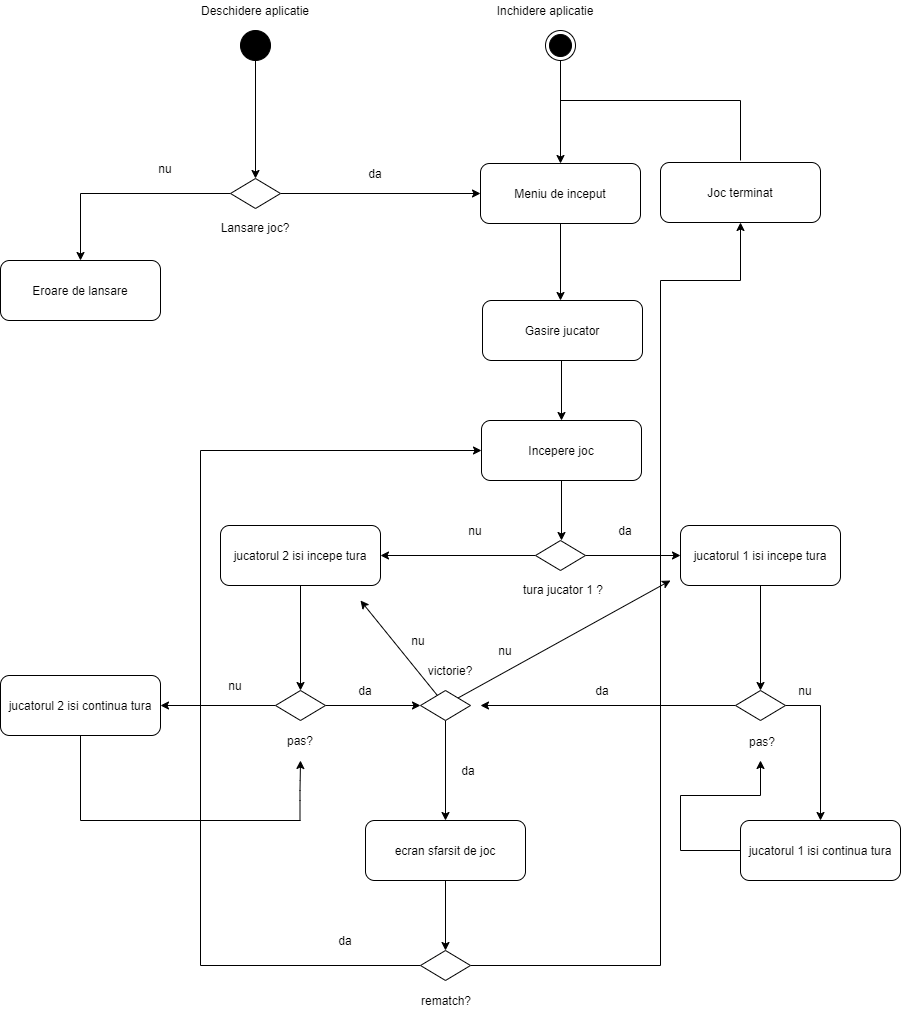 Deschidere aplicatie
Inchidere aplicatie
nu
da
Lansare joc?
Meniu de inceput
Joc terminat
Eroare de lansare
Gasire jucator
Incepere joc
nu
da
jucatorul 2 isi incepe tura
jucatorul 1 isi incepe tura
tura jucator 1 ?
nu
nu
victorie?
nu
da
da
nu
jucatorul 2 isi continua tura
pas?
pas?
da
ecran sfarsit de joc
jucatorul 1 isi continua tura
da
rematch?